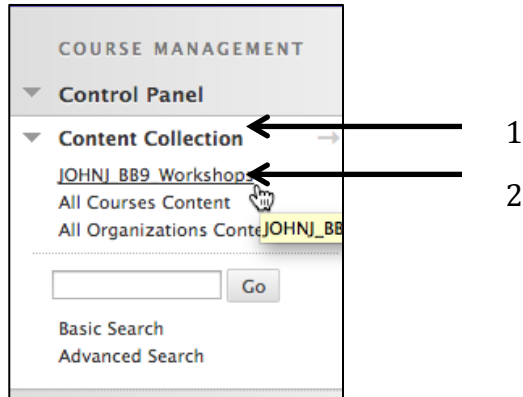 COURSE MANAGEMENT
Control Panel
Content Collection 1
JOHNJ_BB9_Workshops 2
All Courses Content
All Organizations Conte JOHNJ_BB
Go
Basic Search
Advanced Search